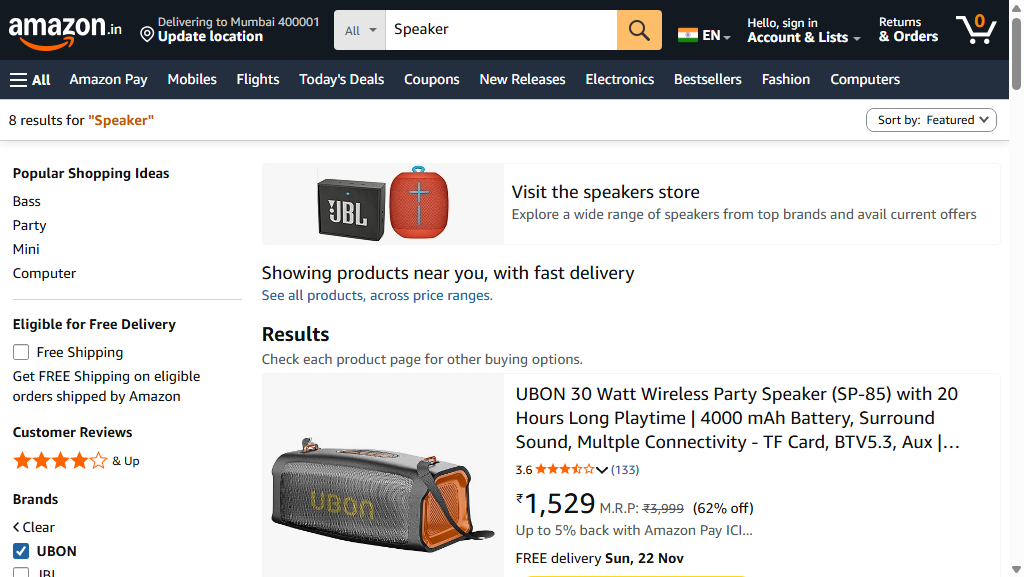 amazon.in
Delivering to Mumbai 400001
Update location
All
Speaker
EN
Hello, sign in
Account & Lists
Returns
& Orders
0
All
Amazon Pay
Mobiles
Flights
Today's Deals
Coupons
New Releases
Electronics
Bestsellers
Fashion
Computers
8 results for "Speaker"
Sort by: Featured
Popular Shopping Ideas
Bass
Party
Mini
Computer
Eligible for Free Delivery
Free Shipping
Get FREE Shipping on eligible
orders shipped by Amazon
Customer Reviews
& Up
Brands
Clear
UBON
JBL
JBL
Visit the speakers store
Explore a wide range of speakers from top brands and avail current offers
Showing products near you, with fast delivery
See all products, across price ranges.
Results
Check each product page for other buying options.
UBON
UBON 30 Watt Wireless Party Speaker (SP-85) with 20
Hours Long Playtime | 4000 mAh Battery, Surround
Sound, Multple Connectivity - TF Card, BTV5.3, Aux |…
3.6 (133)
₹1,529 M.R.P: ₹3,999 (62% off)
Up to 5% back with Amazon Pay ICI…
FREE delivery Sun, 22 Nov